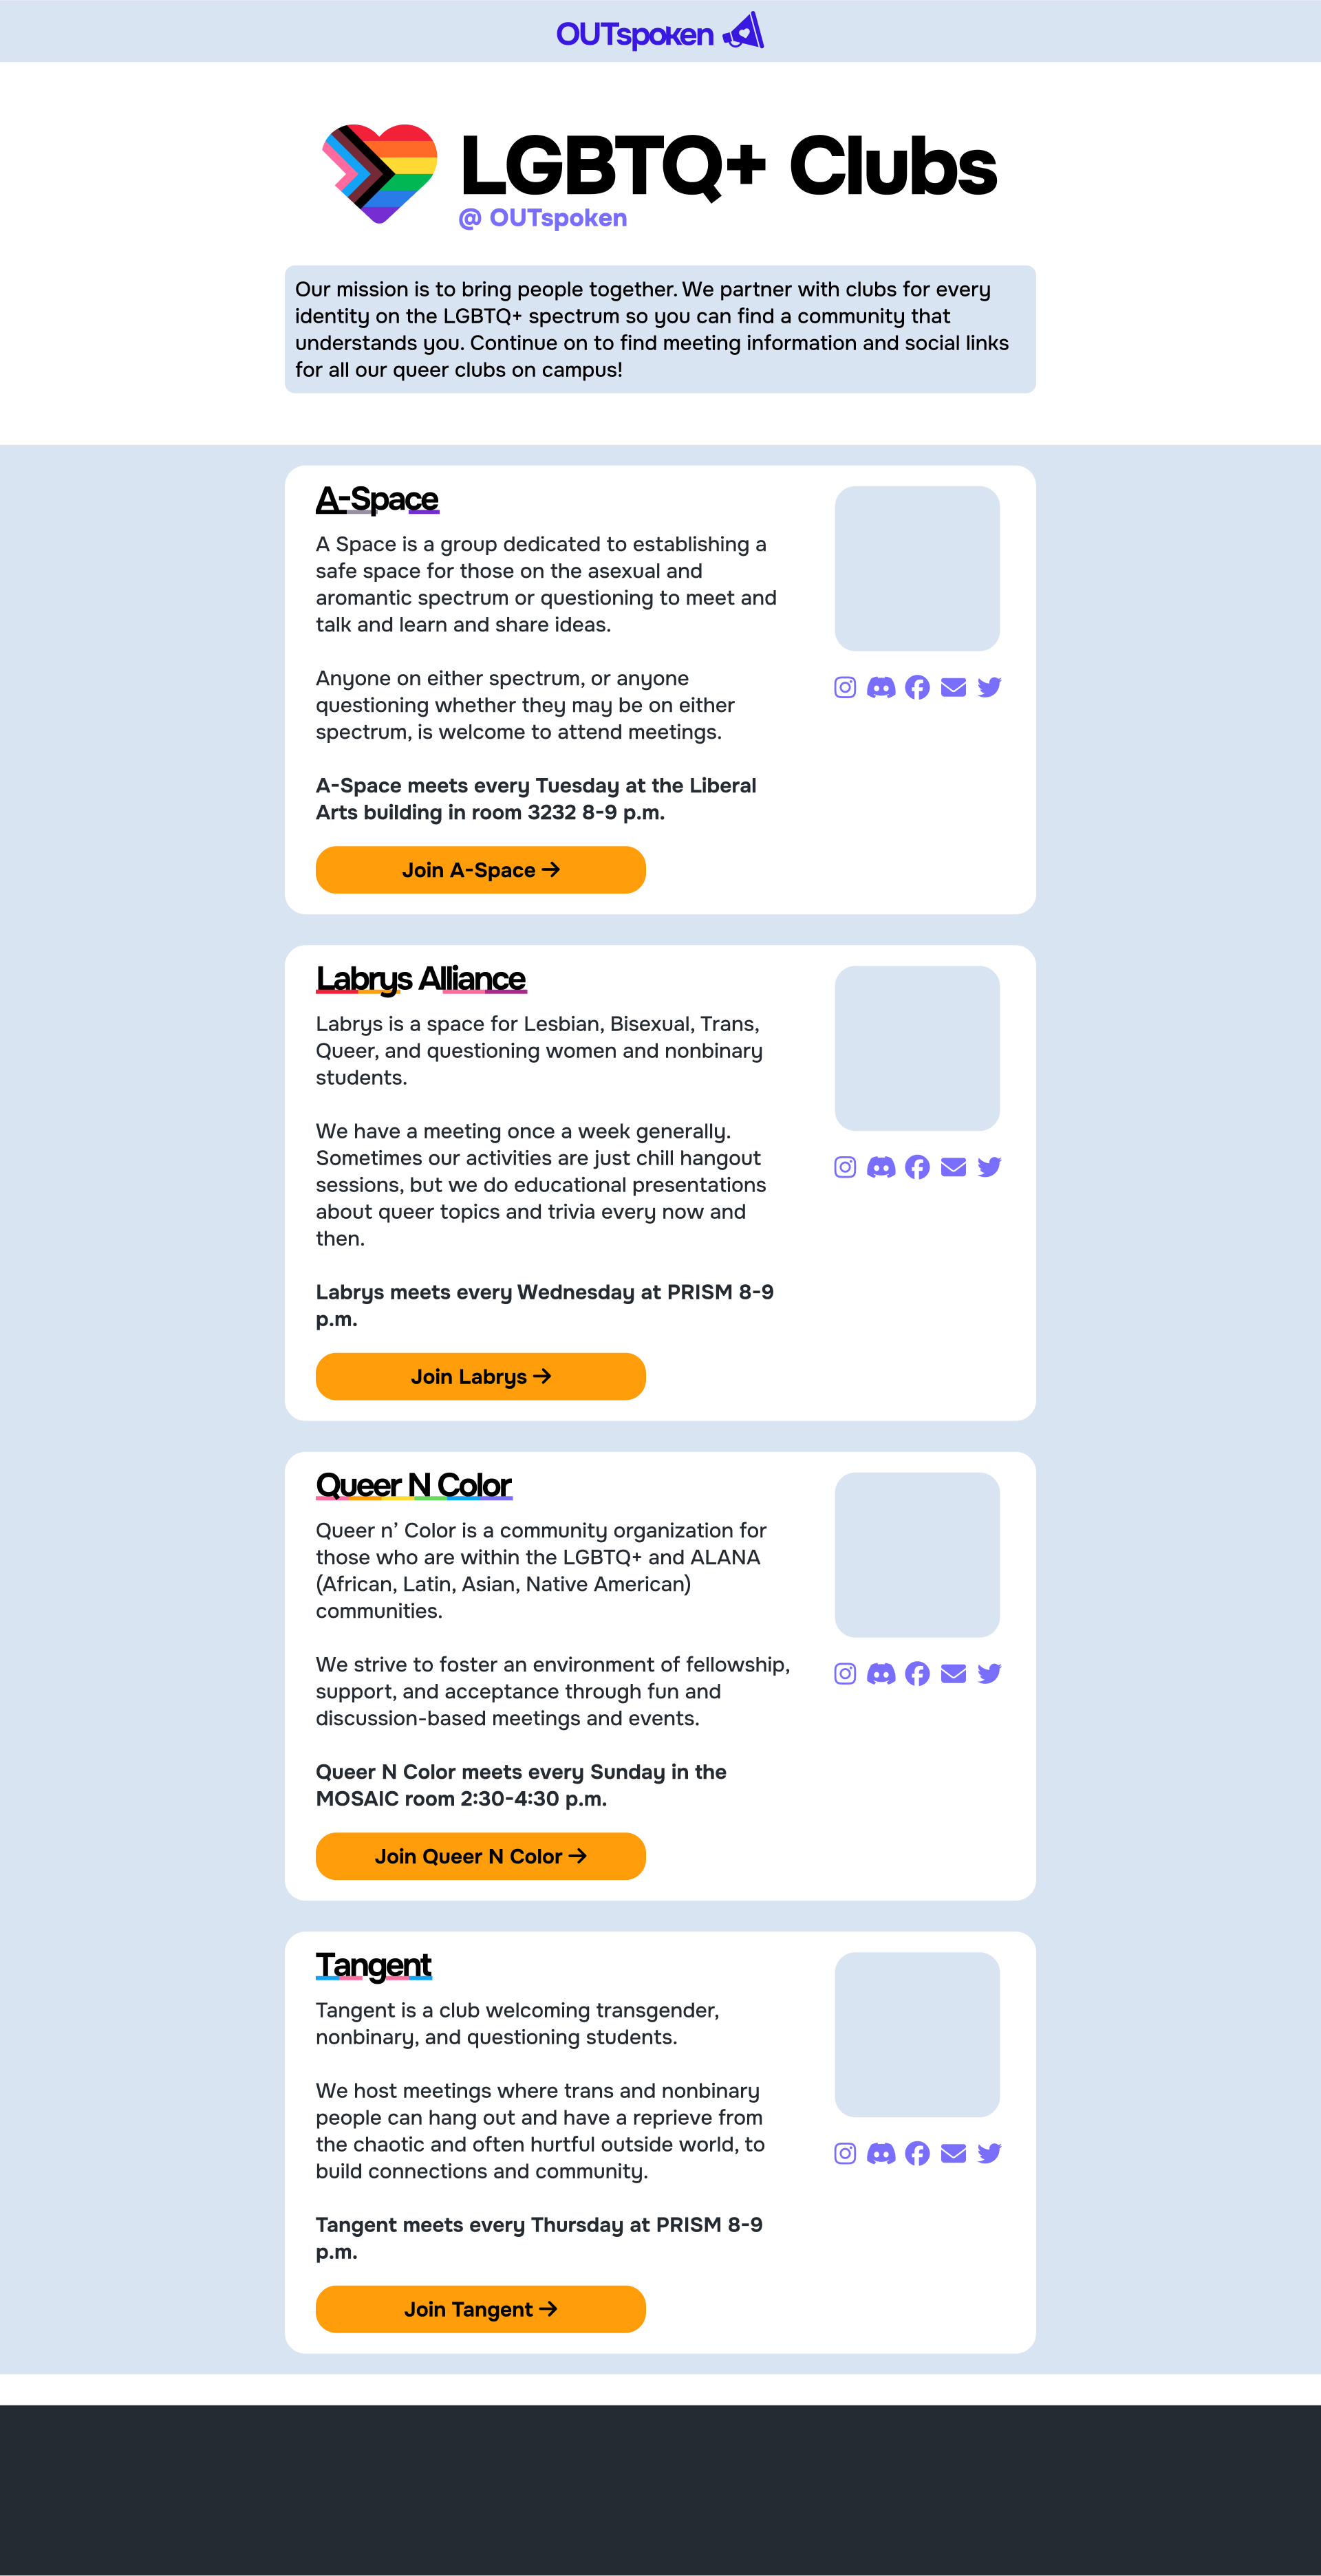 OUTspoken
LGBTQ+ Clubs
@ OUTspoken
Our mission is to bring people together. We partner with clubs for every
identity on the LGBTQ+ spectrum so you can find a community that
understands you. Continue on to find meeting information and social links
for all our queer clubs on campus!
A-Space
A Space is a group dedicated to establishing a
safe space for those on the asexual and
aromantic spectrum or questioning to meet and
talk and learn and share ideas.
Anyone on either spectrum, or anyone
questioning whether they may be on either
spectrum, is welcome to attend meetings.
A-Space meets every Tuesday at the Liberal
Arts building in room 3232 8-9 p.m.
Join A-Space →
Labrys Alliance
Labrys is a space for Lesbian, Bisexual, Trans,
Queer, and questioning women and nonbinary
students.
We have a meeting once a week generally.
Sometimes our activities are just chill hangout
sessions, but we do educational presentations
about queer topics and trivia every now and
then.
Labrys meets every Wednesday at PRISM 8-9
p.m.
Join Labrys →
Queer N Color
Queer n’ Color is a community organization for
those who are within the LGBTQ+ and ALANA
(African, Latin, Asian, Native American)
communities.
We strive to foster an environment of fellowship,
support, and acceptance through fun and
discussion-based meetings and events.
Queer N Color meets every Sunday in the
MOSAIC room 2:30-4:30 p.m.
Join Queer N Color →
Tangent
Tangent is a club welcoming transgender,
nonbinary, and questioning students.
We host meetings where trans and nonbinary
people can hang out and have a reprieve from
the chaotic and often hurtful outside world, to
build connections and community.
Tangent meets every Thursday at PRISM 8-9
p.m.
Join Tangent →